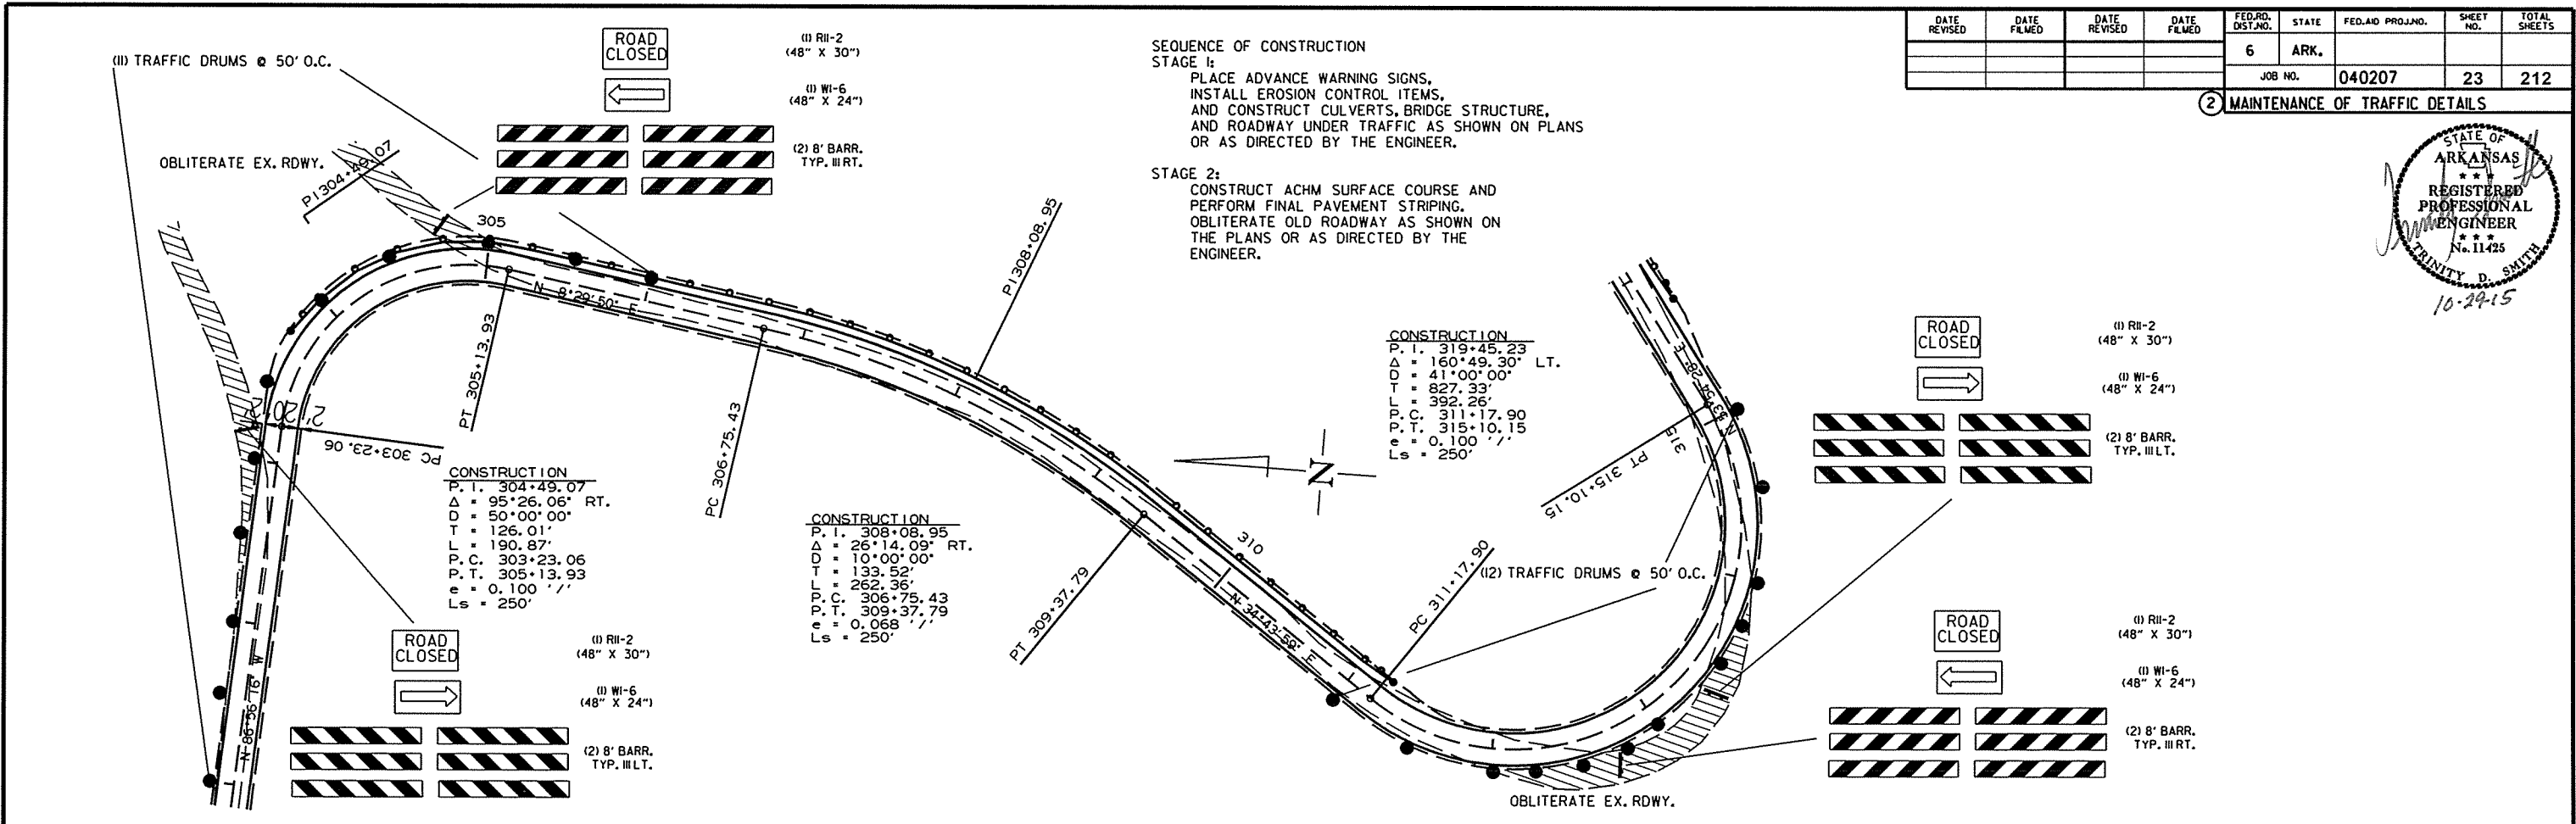 DATE REVISED
DATE FILMED
DATE REVISED
DATE FILMED
FED.RD. DIST.NO.
STATE
FED.AID PROJ.NO.
SHEET NO.
TOTAL SHEETS
6
ARK.
JOB NO.
040207
23
212
2
MAINTENANCE OF TRAFFIC DETAILS
STATE OF
ARKANSAS
* * *
REGISTERED
PROFESSIONAL
ENGINEER
* * *
No. 11425
TRINITY D. SMITH
10-29-15
SEQUENCE OF CONSTRUCTION
STAGE 1:
PLACE ADVANCE WARNING SIGNS,
INSTALL EROSION CONTROL ITEMS,
AND CONSTRUCT CULVERTS, BRIDGE STRUCTURE,
AND ROADWAY UNDER TRAFFIC AS SHOWN ON PLANS
OR AS DIRECTED BY THE ENGINEER.
STAGE 2:
CONSTRUCT ACHM SURFACE COURSE AND
PERFORM FINAL PAVEMENT STRIPING.
OBLITERATE OLD ROADWAY AS SHOWN ON
THE PLANS OR AS DIRECTED BY THE
ENGINEER.
(11) TRAFFIC DRUMS @ 50' O.C.
ROAD
CLOSED
(1) R11-2
(48" X 30")
(1) W1-6
(48" X 24")
(2) 8' BARR.
TYP. III RT.
OBLITERATE EX. RDWY.
PI 304+49.07
305
N 8°29'50" E
PT 305+13.93
PC 306+75.43
PI 308+08.95
2' 20' 2'
PC 303+23.06
N 86°56'16" W
CONSTRUCTION
P.I. 304+49.07
Δ = 95°26.06" RT.
D = 50°00'00"
T = 126.01'
L = 190.87'
P.C. 303+23.06
P.T. 305+13.93
e = 0.100 '/'
Ls = 250'
CONSTRUCTION
P.I. 308+08.95
Δ = 26°14.09" RT.
D = 10°00'00"
T = 133.52'
L = 262.36'
P.C. 306+75.43
P.T. 309+37.79
e = 0.068 '/'
Ls = 250'
CONSTRUCTION
P.I. 319+45.23
Δ = 160°49.30" LT.
D = 41°00'00"
T = 827.33'
L = 392.26'
P.C. 311+17.90
P.T. 315+10.15
e = 0.100 '/'
Ls = 250'
N
PT 309+37.79
310
N 34°43'59" E
PC 311+17.90
(12) TRAFFIC DRUMS @ 50' O.C.
PT 315+10.15
315
ROAD
CLOSED
(1) R11-2
(48" X 30")
(1) W1-6
(48" X 24")
(2) 8' BARR.
TYP. III LT.
ROAD
CLOSED
(1) R11-2
(48" X 30")
(1) W1-6
(48" X 24")
(2) 8' BARR.
TYP. III LT.
ROAD
CLOSED
(1) R11-2
(48" X 30")
(1) W1-6
(48" X 24")
(2) 8' BARR.
TYP. III RT.
OBLITERATE EX. RDWY.